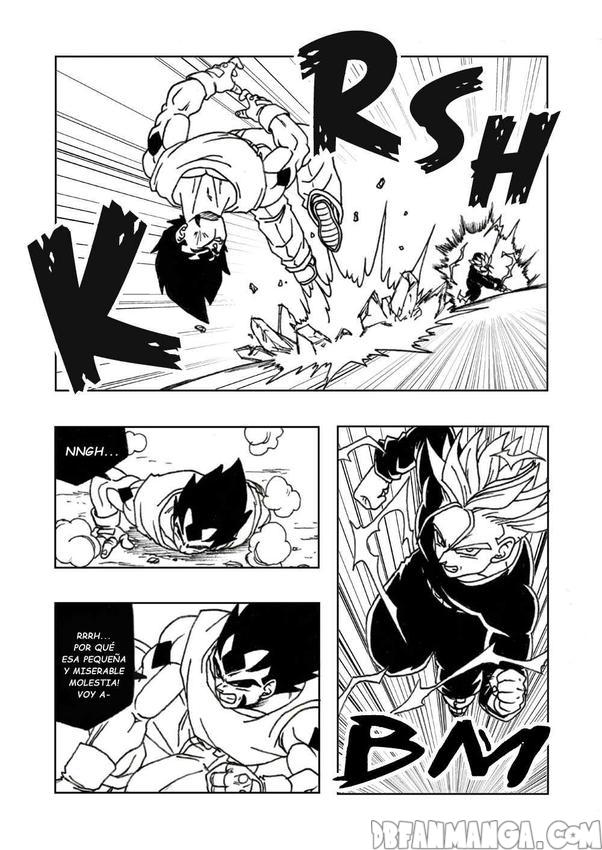 KRSH
NNGH...
RRRH...
POR QUÉ
ESA PEQUEÑA
Y MISERABLE
MOLESTIA!
VOY A-
BM
DBFANMANGA.COM